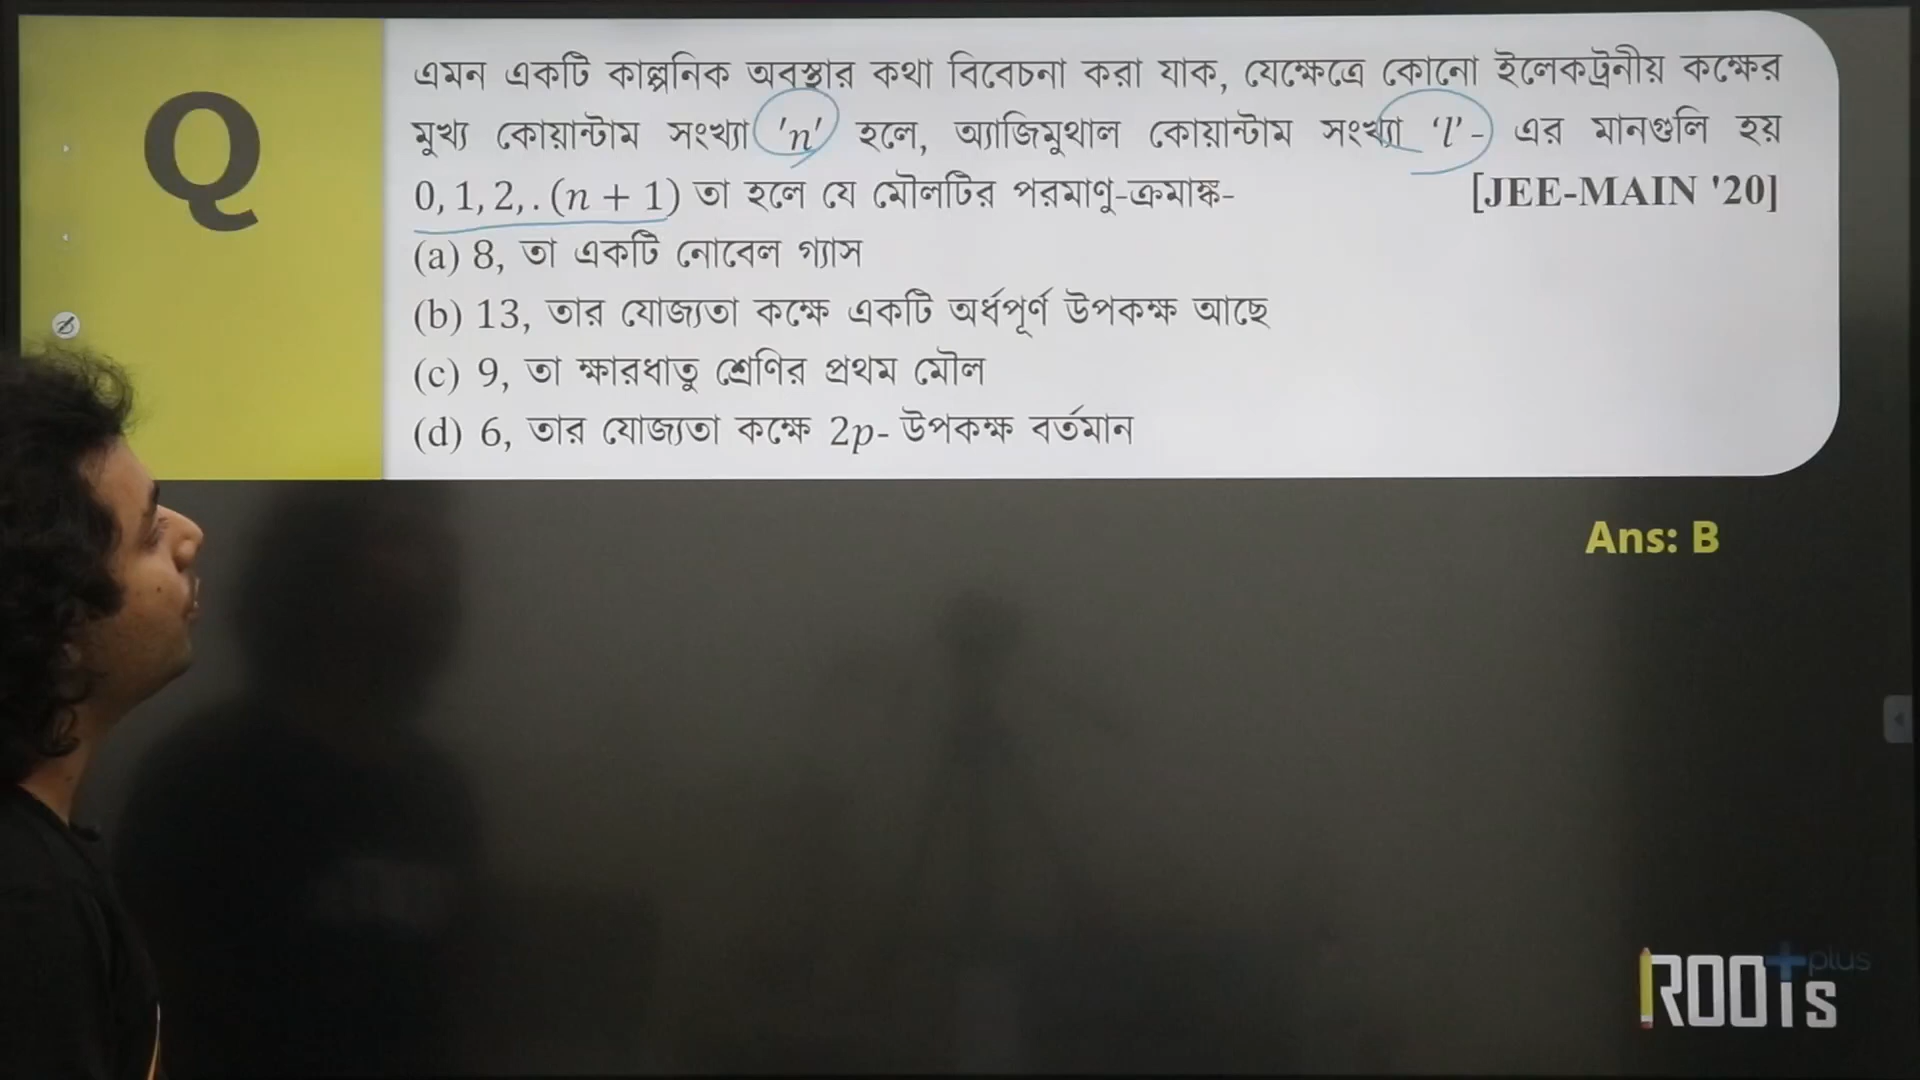 Q
এমন একটি কাল্পনিক অবস্থার কথা বিবেচনা করা যাক, যেক্ষেত্রে কোনো ইলেকট্রনীয় কক্ষের
মুখ্য কোয়ান্টাম সংখ্যা 'n' হলে, অ্যাজিমুথাল কোয়ান্টাম সংখ্যা ‘l’- এর মানগুলি হয়
0, 1, 2, . (n + 1) তা হলে যে মৌলটির পরমাণু-ক্রমাঙ্ক- [JEE-MAIN '20]
(a) 8, তা একটি নোবেল গ্যাস
(b) 13, তার যোজ্যতা কক্ষে একটি অর্ধপূর্ণ উপকক্ষ আছে
(c) 9, তা ক্ষারধাতু শ্রেণির প্রথম মৌল
(d) 6, তার যোজ্যতা কক্ষে 2p- উপকক্ষ বর্তমান
Ans: B
ROOTs plus